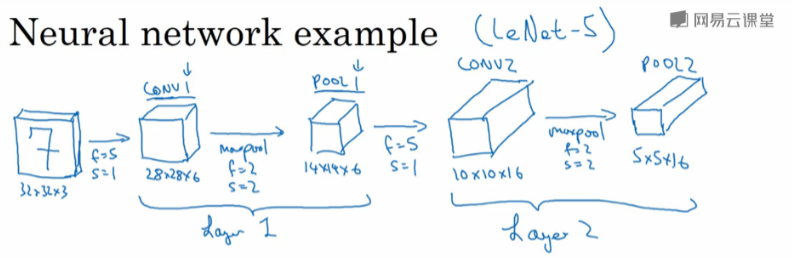 Neural network example (LeNet-5)
网易云课堂
CONV1
POOL1
CONV2
POOL2
7
f=5
s=1
maxpool
f=2
s=2
f=5
s=1
maxpool
f=2
s=2
32×32×3
28×28×6
14×14×6
10×10×16
5×5×16
Layer 1
Layer 2